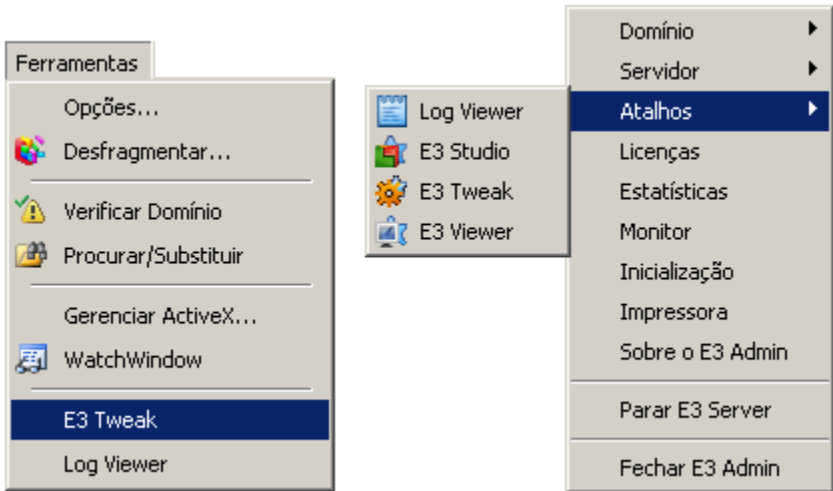 Ferramentas
Opções...
Desfragmentar...
Verificar Domínio
Procurar/Substituir
Gerenciar ActiveX...
WatchWindow
E3 Tweak
Log Viewer
Log Viewer
E3 Studio
E3 Tweak
E3 Viewer
Domínio
Servidor
Atalhos
Licenças
Estatísticas
Monitor
Inicialização
Impressora
Sobre o E3 Admin
Parar E3 Server
Fechar E3 Admin